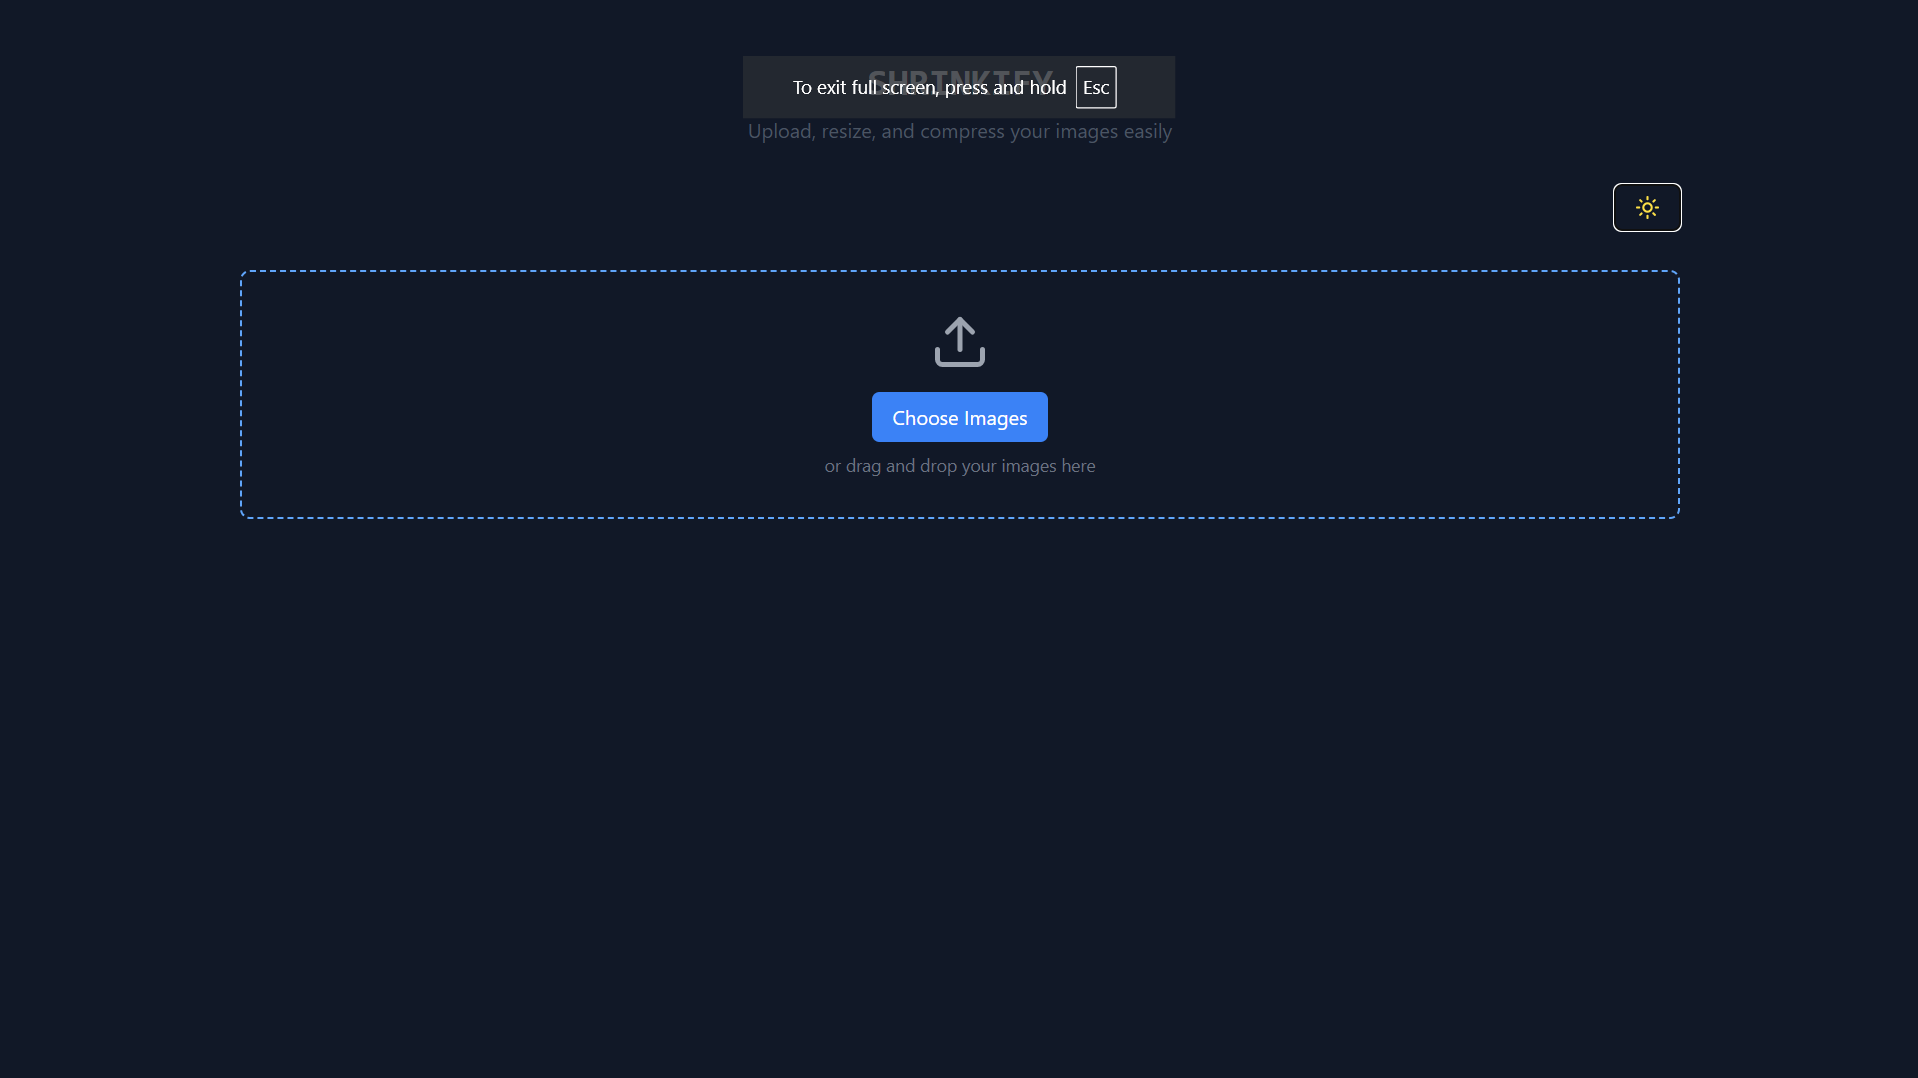 SHRINKIFY
To exit full screen, press and hold Esc
Upload, resize, and compress your images easily
Choose Images
or drag and drop your images here